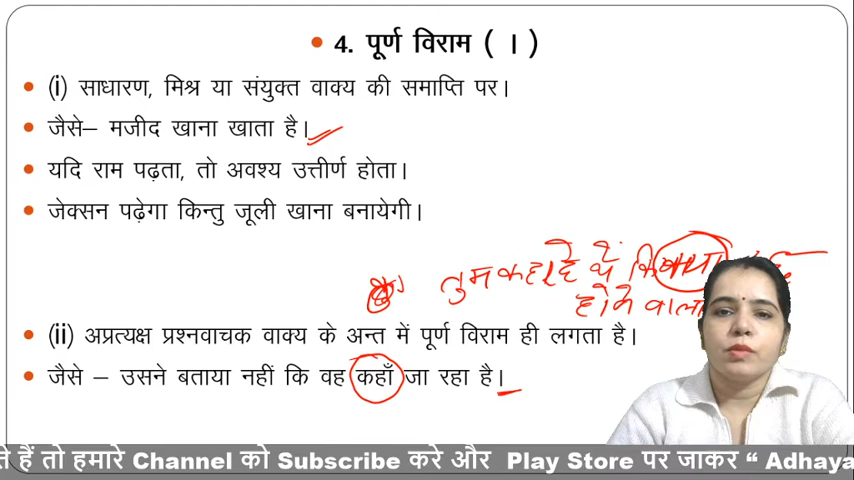 4. पूर्ण विराम ( । )
(i) साधारण, मिश्र या संयुक्त वाक्य की समाप्ति पर।
जैसे– मजीद खाना खाता है।
यदि राम पढ़ता, तो अवश्य उत्तीर्ण होता।
जेक्सन पढ़ेगा किन्तु जूली खाना बनायेगी।
तुम कह रहे थे कि
होने वाला
(ii) अप्रत्यक्ष प्रश्नवाचक वाक्य के अन्त में पूर्ण विराम ही लगता है।
जैसे – उसने बताया नहीं कि वह कहाँ जा रहा है।
ते हैं तो हमारे Channel को Subscribe करे और Play Store पर जाकर “ Adhaya